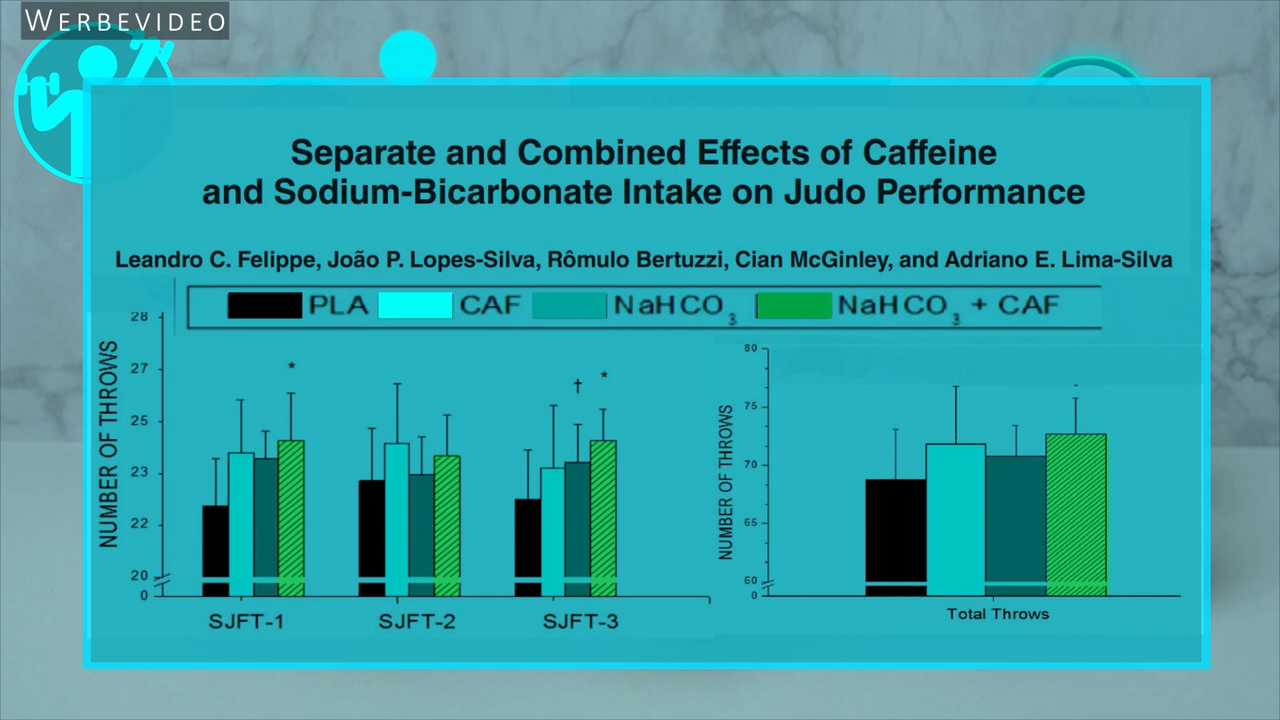 WERBEVIDEO
Separate and Combined Effects of Caffeine
and Sodium-Bicarbonate Intake on Judo Performance
Leandro C. Felippe, João P. Lopes-Silva, Rômulo Bertuzzi, Cian McGinley, and Adriano E. Lima-Silva
PLA CAF NaHCO3 NaHCO3 + CAF
NUMBER OF THROWS
28
27
25
23
22
20
0
* † *
SJFT-1 SJFT-2 SJFT-3
NUMBER OF THROWS
80
75
70
65
60
0
Total Throws